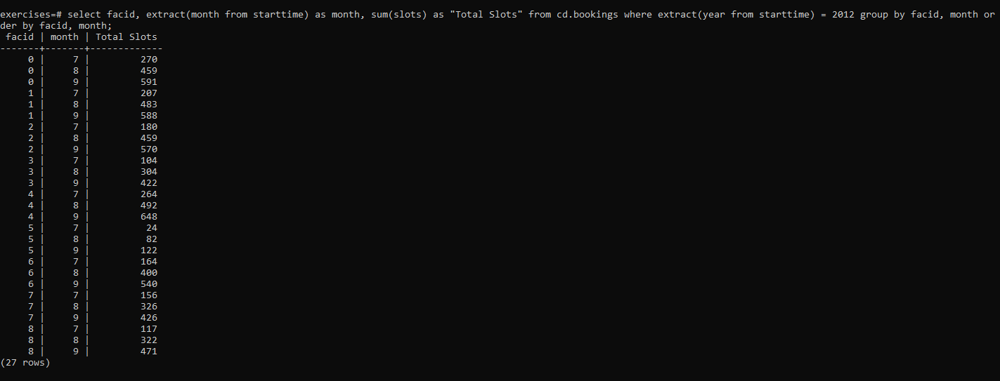 exercises=# select facid, extract(month from starttime) as month, sum(slots) as "Total Slots" from cd.bookings where extract(year from starttime) = 2012 group by facid, month or
der by facid, month;
 facid | month | Total Slots
-------+-------+-------------
     0 |     7 |         270
     0 |     8 |         459
     0 |     9 |         591
     1 |     7 |         207
     1 |     8 |         483
     1 |     9 |         588
     2 |     7 |         180
     2 |     8 |         459
     2 |     9 |         570
     3 |     7 |         104
     3 |     8 |         304
     3 |     9 |         422
     4 |     7 |         264
     4 |     8 |         492
     4 |     9 |         648
     5 |     7 |          24
     5 |     8 |          82
     5 |     9 |         122
     6 |     7 |         164
     6 |     8 |         400
     6 |     9 |         540
     7 |     7 |         156
     7 |     8 |         326
     7 |     9 |         426
     8 |     7 |         117
     8 |     8 |         322
     8 |     9 |         471
(27 rows)